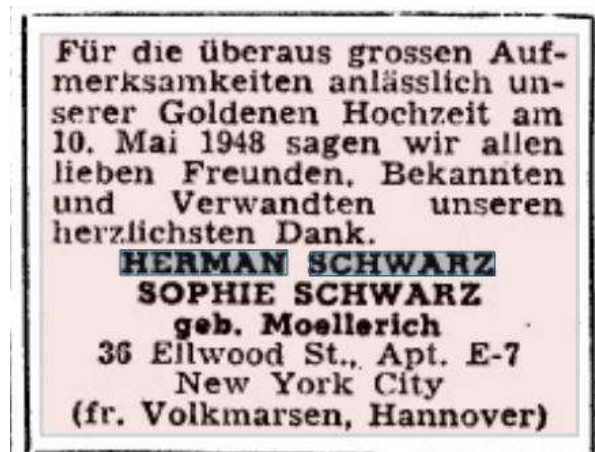 Für die überaus grossen Auf-
merksamkeiten anlässlich un-
serer Goldenen Hochzeit am
10. Mai 1948 sagen wir allen
lieben Freunden, Bekannten
und Verwandten unseren
herzlichsten Dank.
HERMAN SCHWARZ
SOPHIE SCHWARZ
geb. Moellerich
36 Ellwood St., Apt. E-7
New York City
(fr. Volkmarsen, Hannover)